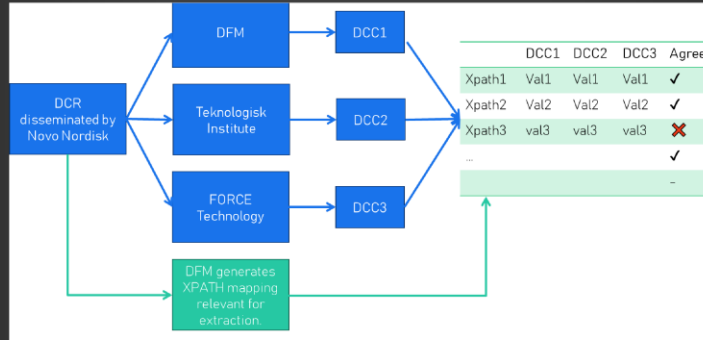 DCR
disseminated by
Novo Nordisk
DFM
Teknologisk
Institute
FORCE
Technology
DFM generates
XPATH mapping
relevant for
extraction.
DCC1
DCC2
DCC3
DCC1 DCC2 DCC3 Agree
Xpath1 Val1 Val1 Val1 ✓
Xpath2 Val2 Val2 Val2 ✓
Xpath3 val3 val3 val3 ✗
... ✓
–